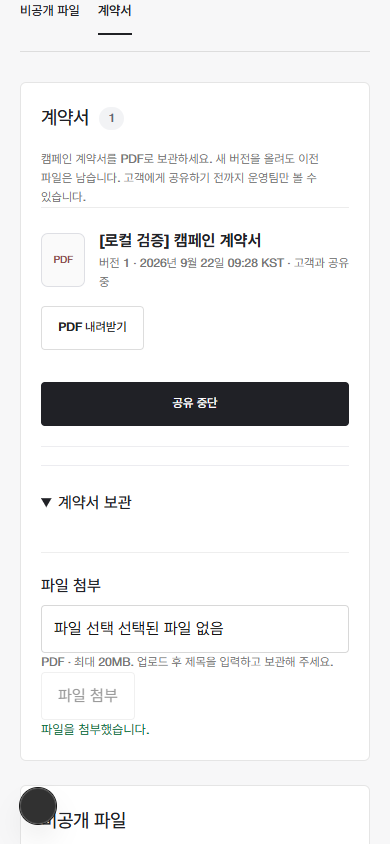 비공개 파일 계약서
계약서 1
캠페인 계약서를 PDF로 보관하세요. 새 버전을 올려도 이전
파일은 남습니다. 고객에게 공유하기 전까지 운영팀만 볼 수
있습니다.
PDF
[로컬 검증] 캠페인 계약서
버전 1 · 2026년 9월 22일 09:28 KST · 고객과 공유
중
PDF 내려받기
공유 중단
▼ 계약서 보관
파일 첨부
파일 선택 선택된 파일 없음
PDF · 최대 20MB. 업로드 후 제목을 입력하고 보관해 주세요.
파일 첨부
파일을 첨부했습니다.
비공개 파일